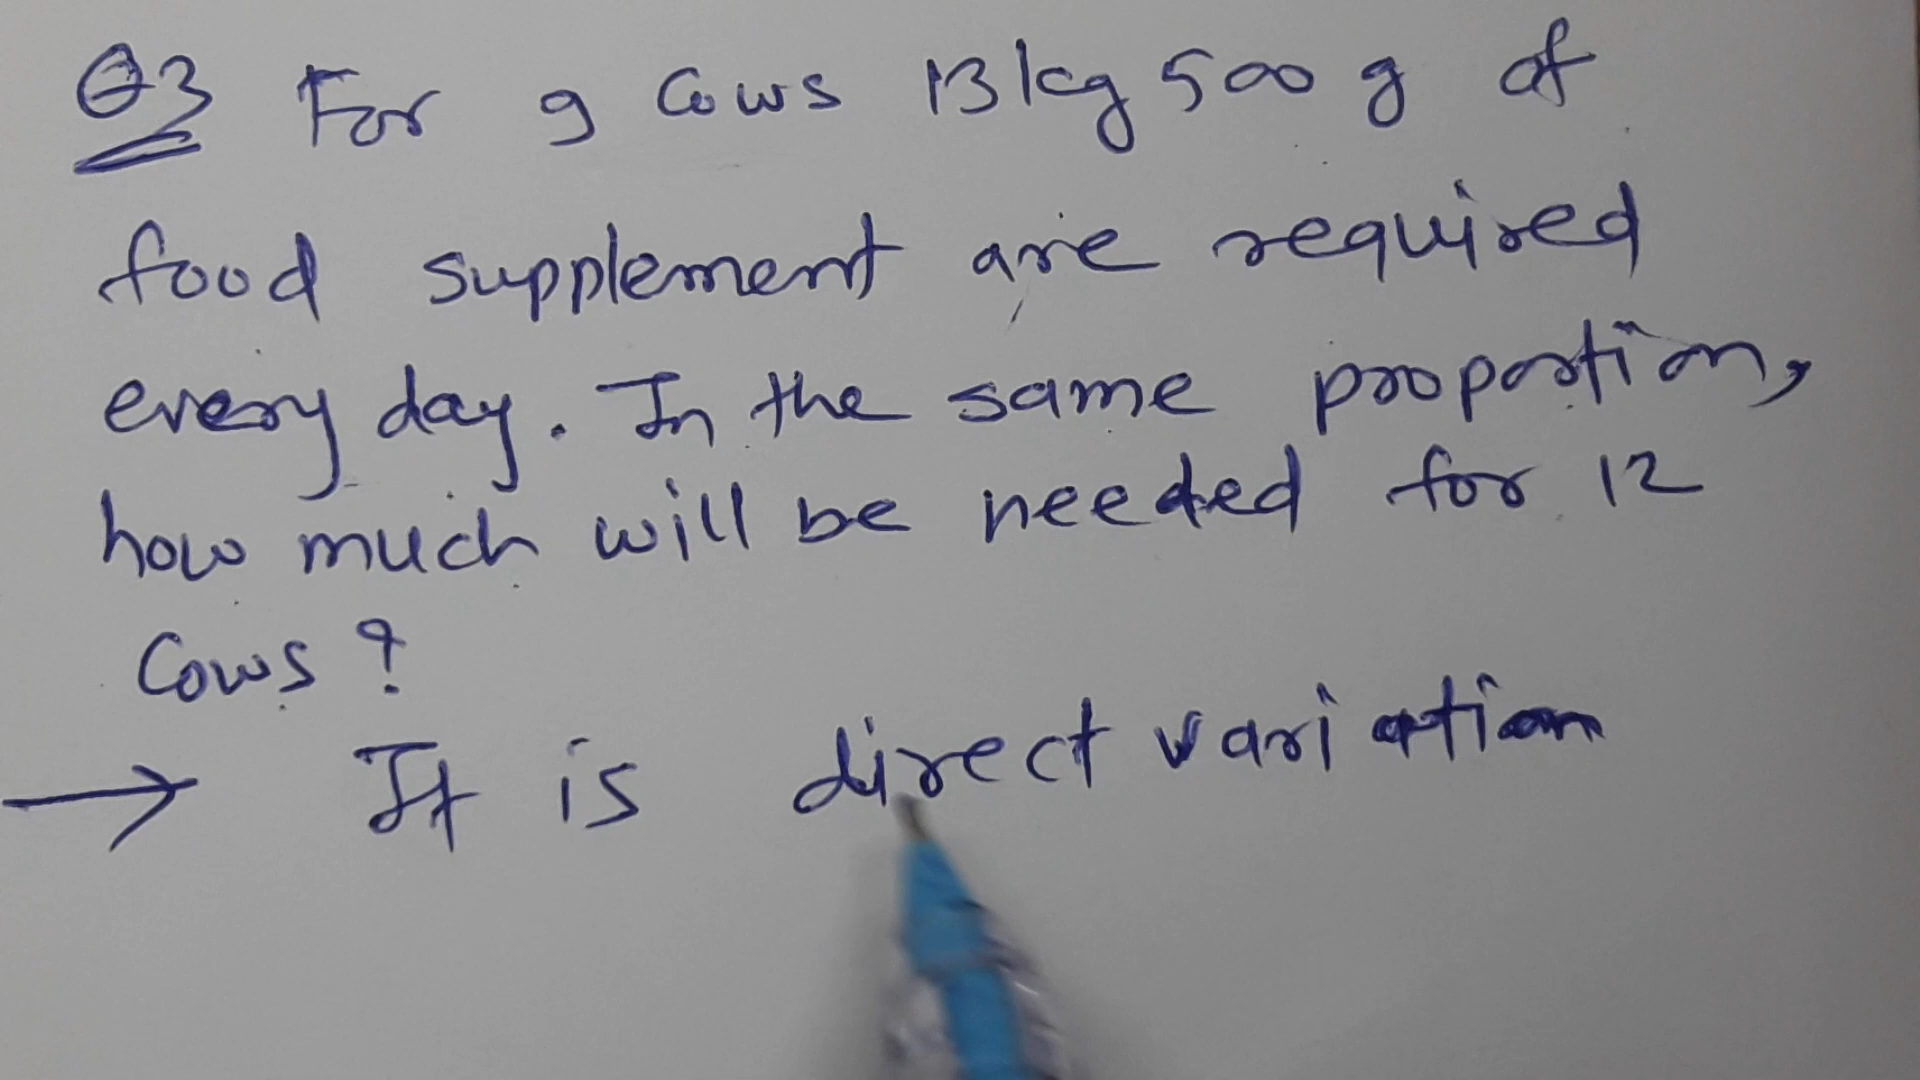 Q3 For 9 Cows 13kg 500 g of
food supplement are required
every day. In the same proportion,
how much will be needed for 12
Cows?
→ It is direct variation